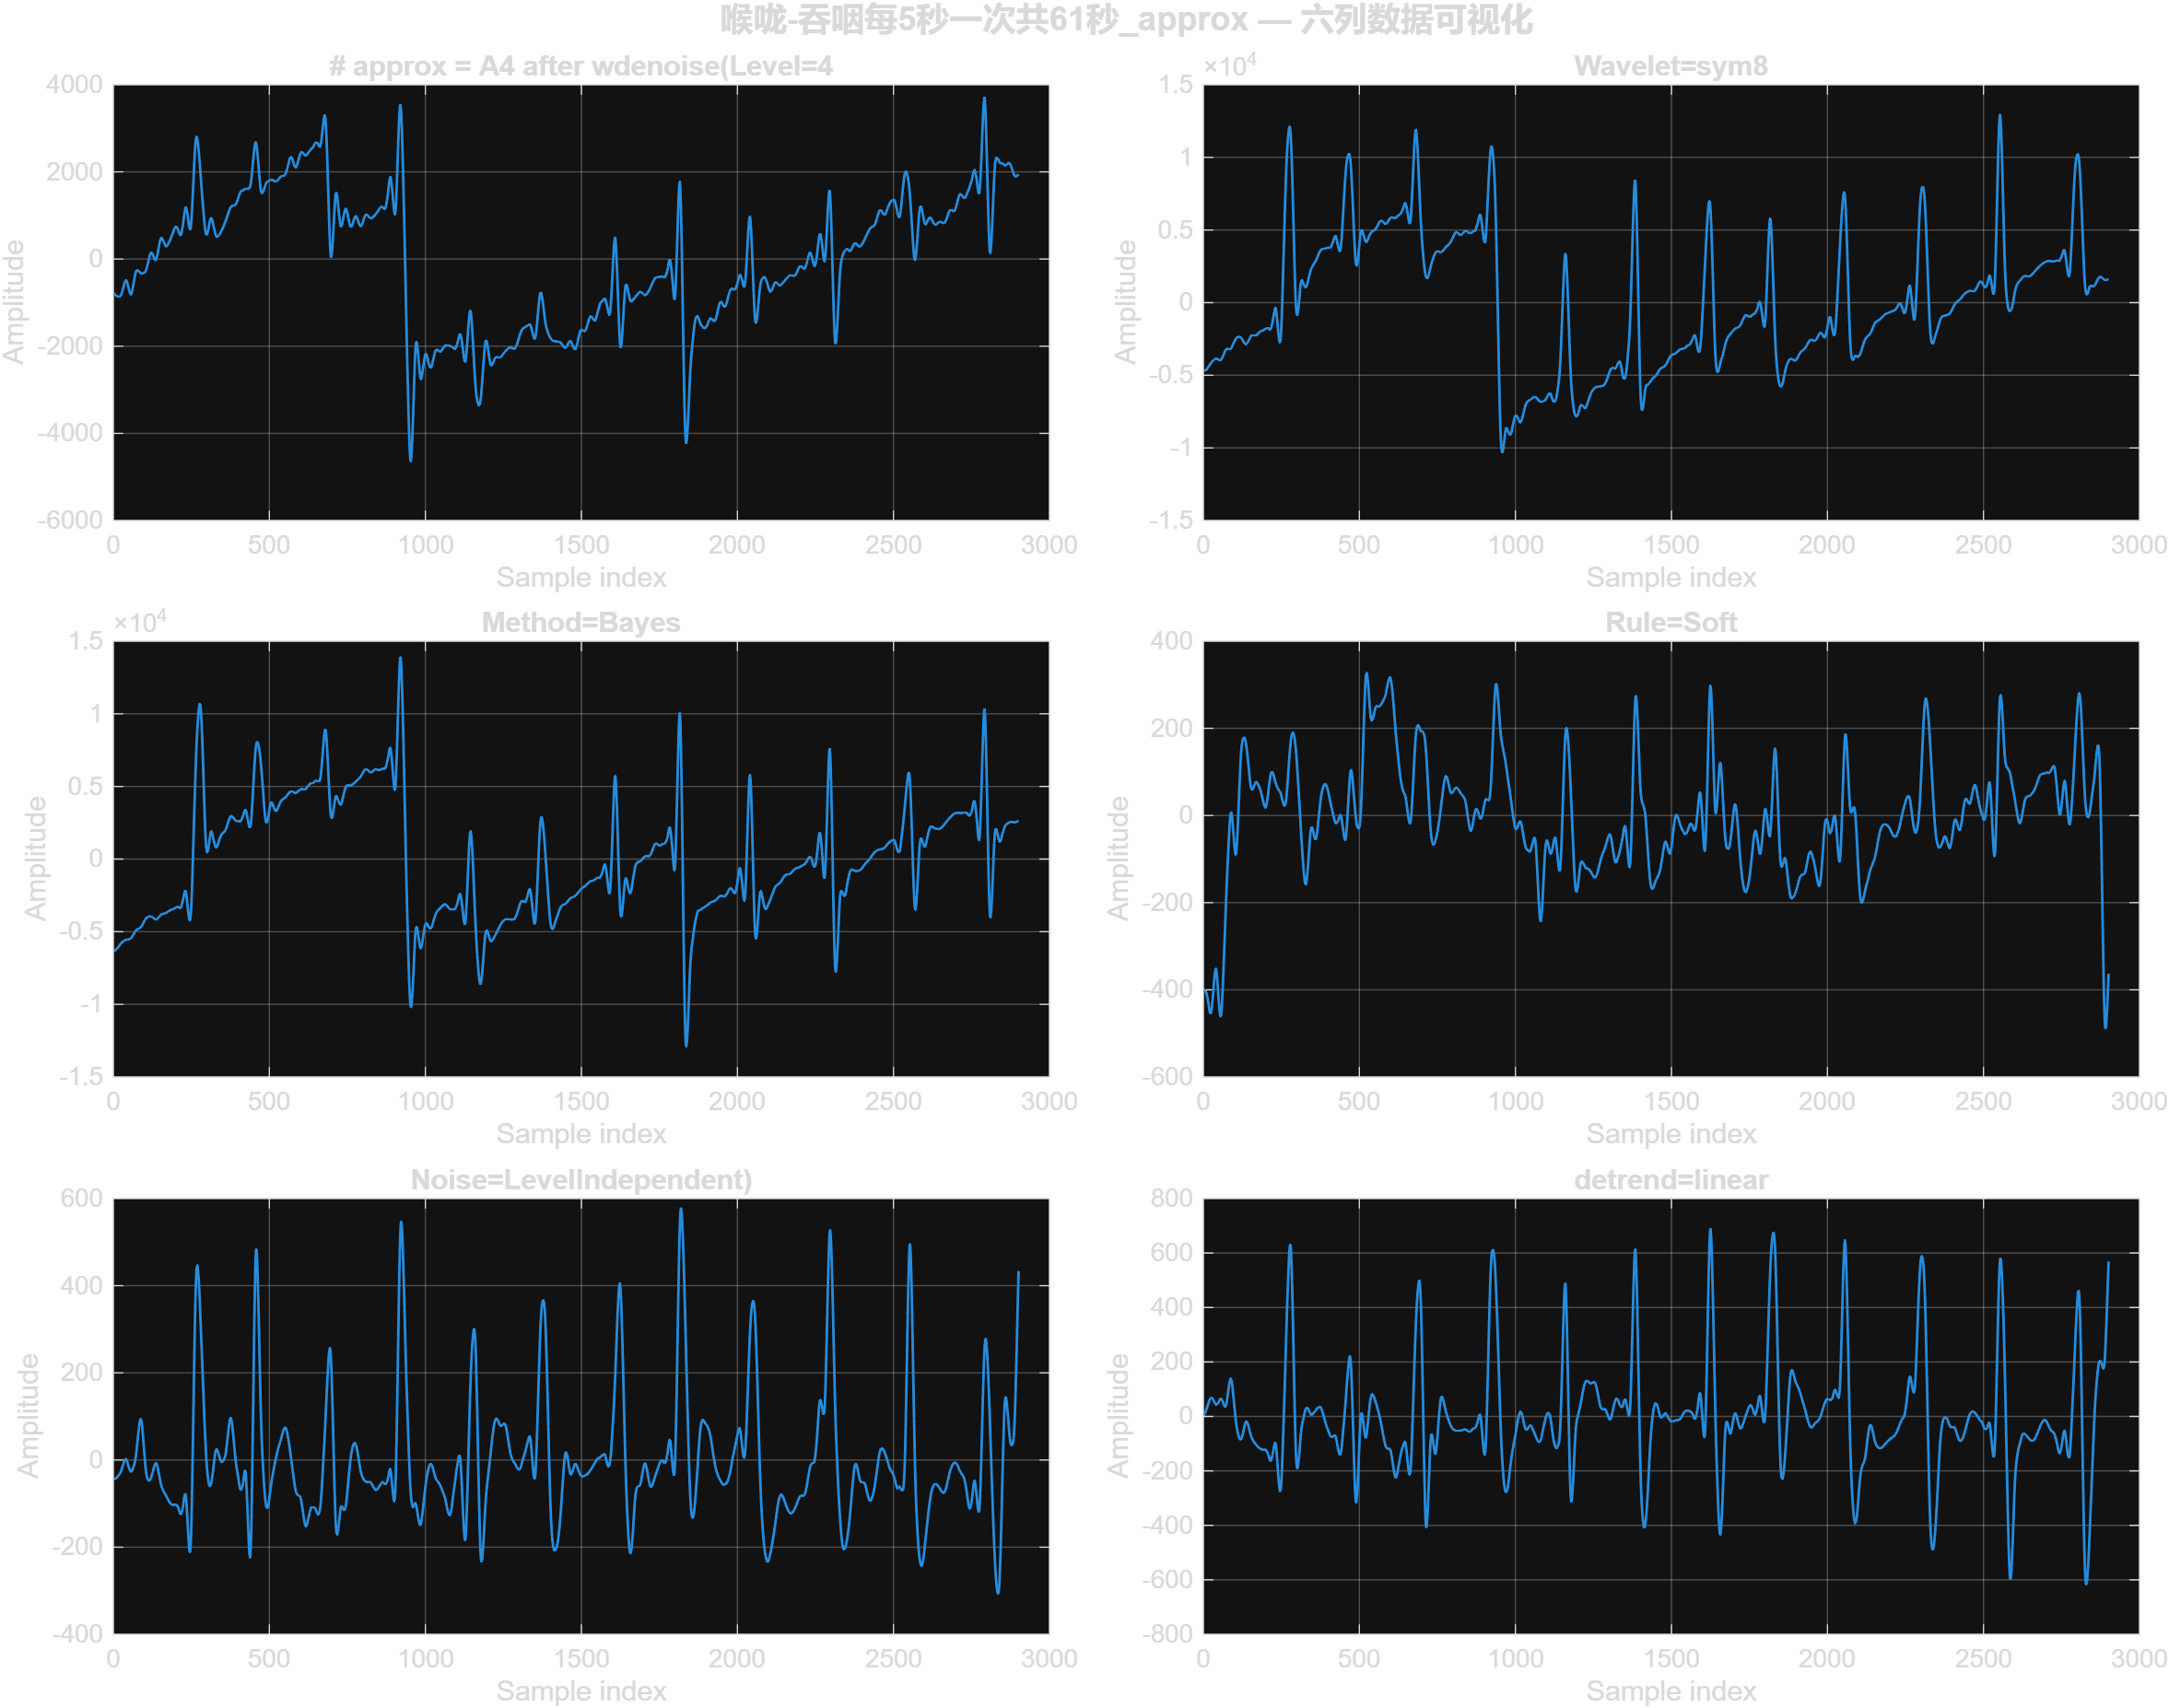 喉咙-吞咽每5秒一次共61秒_approx — 六列数据可视化
# approx = A4 after wdenoise(Level=4
4000
2000
0
-2000
-4000
-6000
Amplitude
0 500 1000 1500 2000 2500 3000
Sample index
Wavelet=sym8
×10⁴
1.5
1
0.5
0
-0.5
-1
-1.5
Amplitude
0 500 1000 1500 2000 2500 3000
Sample index
Method=Bayes
×10⁴
1.5
1
0.5
0
-0.5
-1
-1.5
Amplitude
0 500 1000 1500 2000 2500 3000
Sample index
Rule=Soft
400
200
0
-200
-400
-600
Amplitude
0 500 1000 1500 2000 2500 3000
Sample index
Noise=LevelIndependent)
600
400
200
0
-200
-400
Amplitude
0 500 1000 1500 2000 2500 3000
Sample index
detrend=linear
800
600
400
200
0
-200
-400
-600
-800
Amplitude
0 500 1000 1500 2000 2500 3000
Sample index